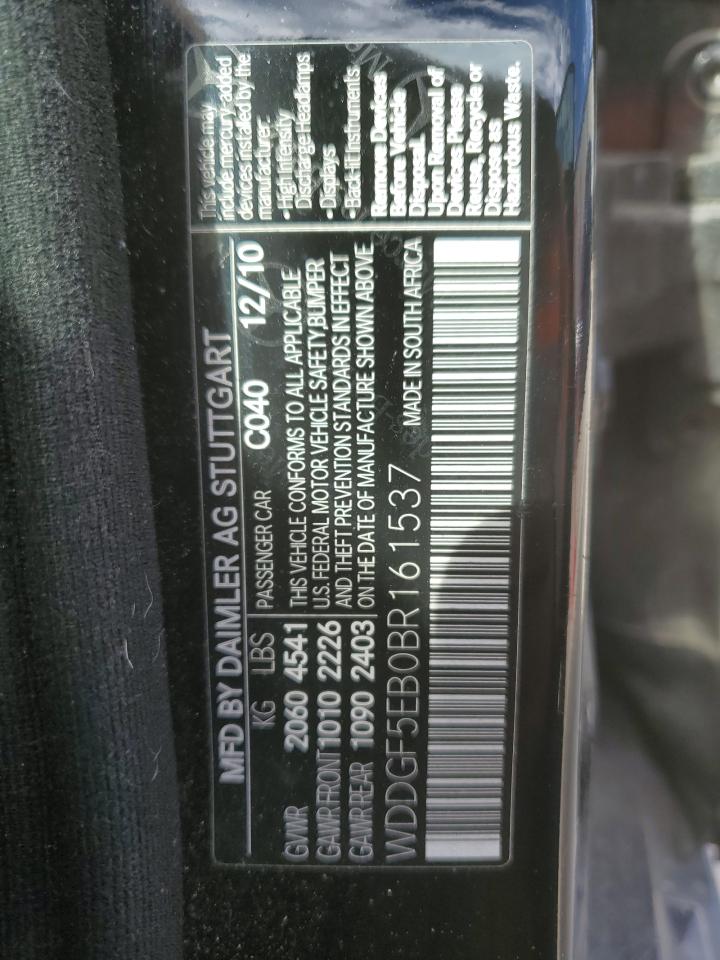 MFD BY DAIMLER AG STUTTGART
KG LBS PASSENGER CAR C040 12/10
GVWR 2060 4541 THIS VEHICLE CONFORMS TO ALL APPLICABLE
GAWR FRONT 1010 2226 U.S. FEDERAL MOTOR VEHICLE SAFETY, BUMPER
GAWR REAR 1090 2403 AND THEFT PREVENTION STANDARDS IN EFFECT
ON THE DATE OF MANUFACTURE SHOWN ABOVE.
WDDGF5EB0BR161537 MADE IN SOUTH AFRICA
This vehicle may
include mercury-added
devices installed by the
manufacturer:
• High Intensity
Discharge Headlamps
• Displays
• Back-lit Instruments
Remove Devices
Before Vehicle
Disposal.
Upon Removal of
Devices Please
Reuse, Recycle or
Dispose as
Hazardous Waste.